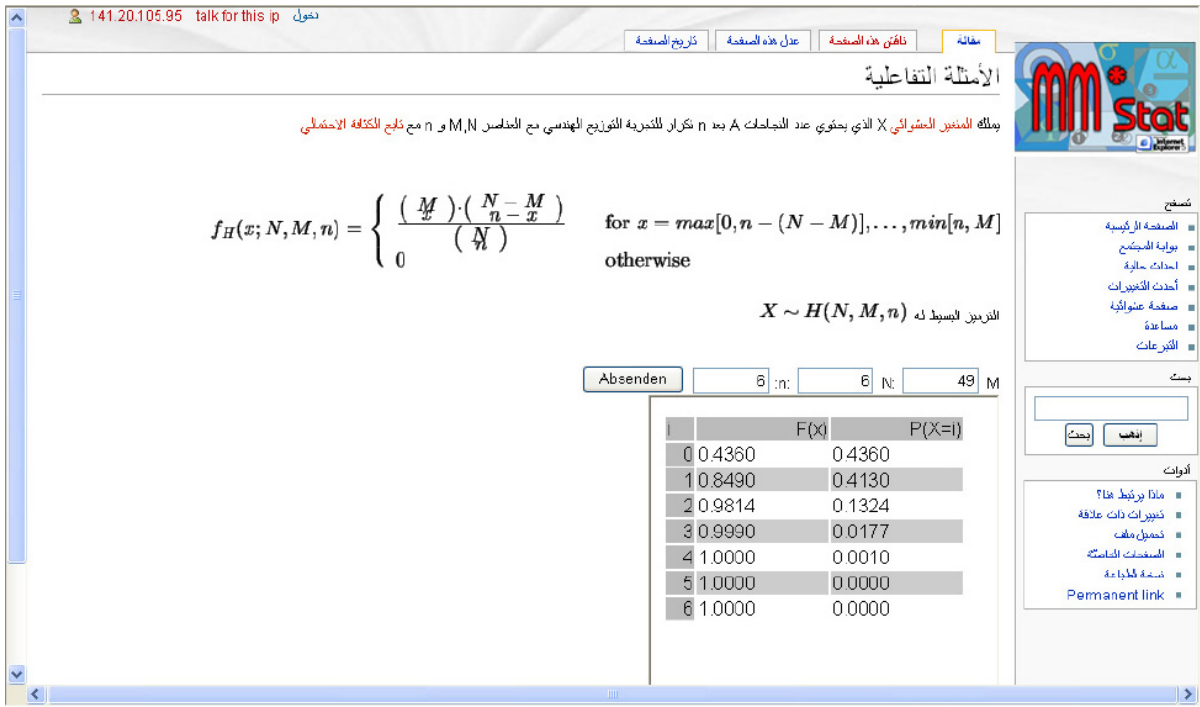 141.20.105.95 talk for this ip دخول
مقالة
ناقش هذه الصفحة
عدل هذه الصفحة
تاريخ الصفحة
الأمثلة التفاعلية
يملك المتغير العشوائي X الذي يحتوي عدد النجاحات A بعد n تكرار للتجربة التوزيع الهندسي مع العناصر M,N و n مع تابع الكثافة الاحتمالي
f_H(x; N, M, n) = { (M x)·(N − M n − x) / (N n) for x = max[0, n − (N − M)], . . . , min[n, M]
0 otherwise
الترميز البسيط له X ∼ H(N, M, n)
Absenden 6 :n: 6 N: 49 M
i F(x) P(X=i)
0 0.4360 0.4360
1 0.8490 0.4130
2 0.9814 0.1324
3 0.9990 0.0177
4 1.0000 0.0010
5 1.0000 0.0000
6 1.0000 0.0000
MM*Stat
Internet Explorer 5
تصفح
الصفحة الرئيسية
بوابة المجتمع
احداث حالية
أحدث التغييرات
صفحة عشوائية
مساعدة
التبرعات
بحث
إذهب
بحث
أدوات
ماذا يرتبط هنا؟
تغييرات ذات علاقة
تحميل ملف
الصفحات الخاصّة
نسخة للطباعة
Permanent link